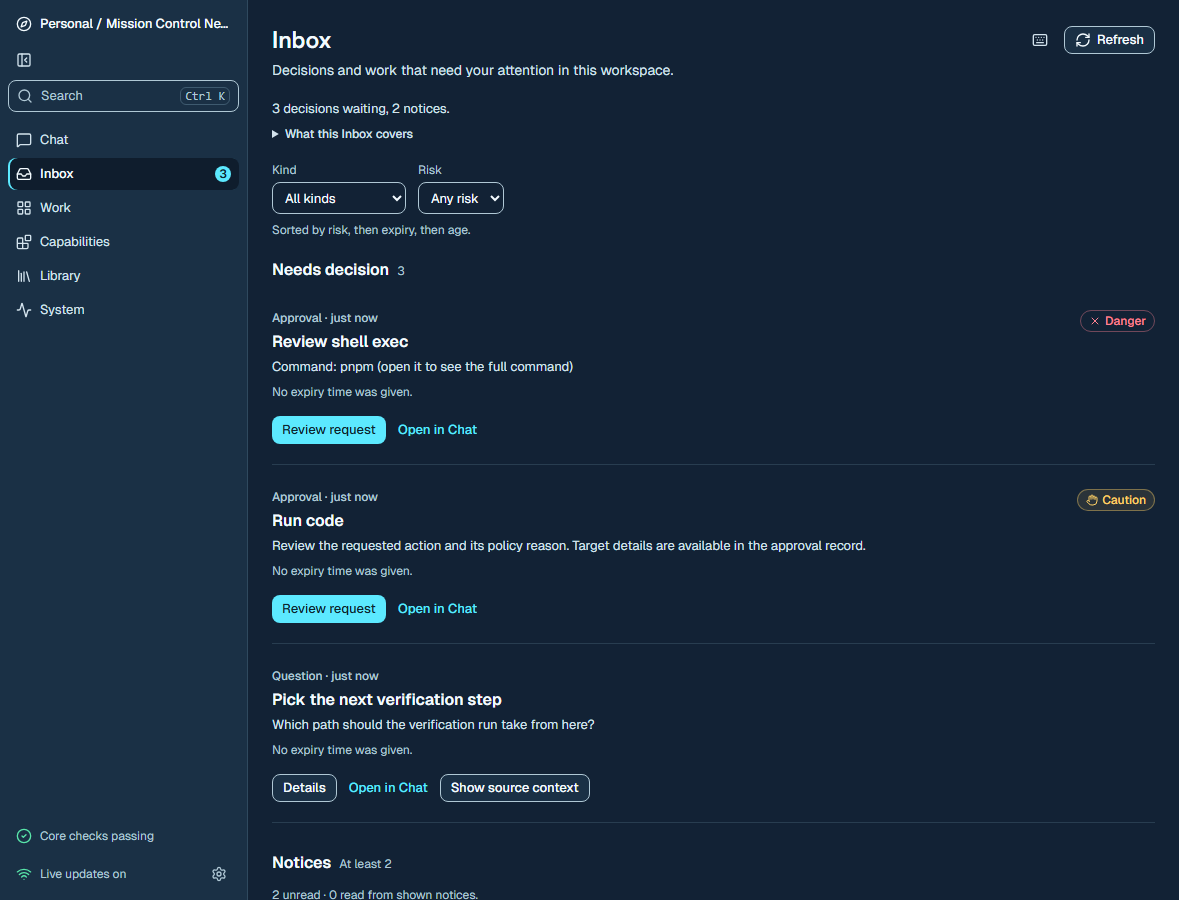 Personal / Mission Control Ne...
Search Ctrl K
Chat
Inbox 3
Work
Capabilities
Library
System
Core checks passing
Live updates on
Inbox
Refresh
Decisions and work that need your attention in this workspace.
3 decisions waiting, 2 notices.
What this Inbox covers
Kind Risk
All kinds Any risk
Sorted by risk, then expiry, then age.
Needs decision 3
Approval · just now
Danger
Review shell exec
Command: pnpm (open it to see the full command)
No expiry time was given.
Review request Open in Chat
Approval · just now
Caution
Run code
Review the requested action and its policy reason. Target details are available in the approval record.
No expiry time was given.
Review request Open in Chat
Question · just now
Pick the next verification step
Which path should the verification run take from here?
No expiry time was given.
Details Open in Chat Show source context
Notices At least 2
2 unread · 0 read from shown notices.